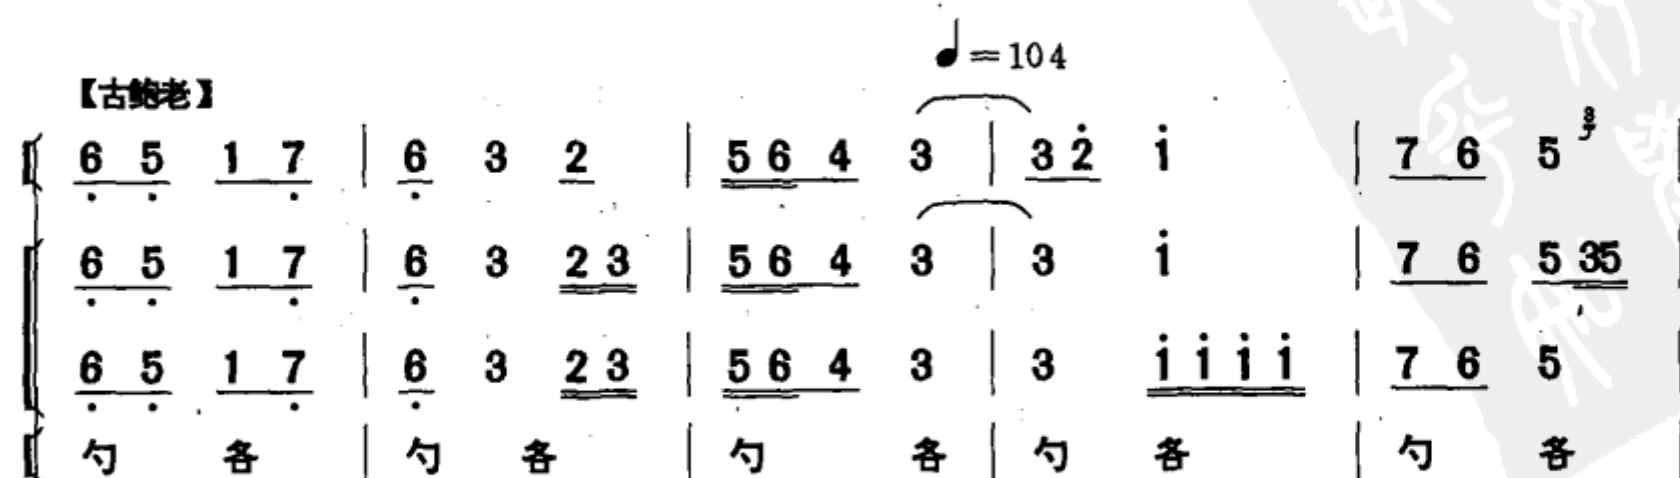 ♩=104
【古鲍老】
6 5 1 7 | 6 3 2 | 5 6 4 3 | 3 2 i | 7 6 5
6 5 1 7 | 6 3 2 3 | 5 6 4 3 | 3 i | 7 6 5 35
6 5 1 7 | 6 3 2 3 | 5 6 4 3 | 3 i i i i | 7 6 5
勺 各 | 勺 各 | 勺 各 | 勺 各 | 勺 各